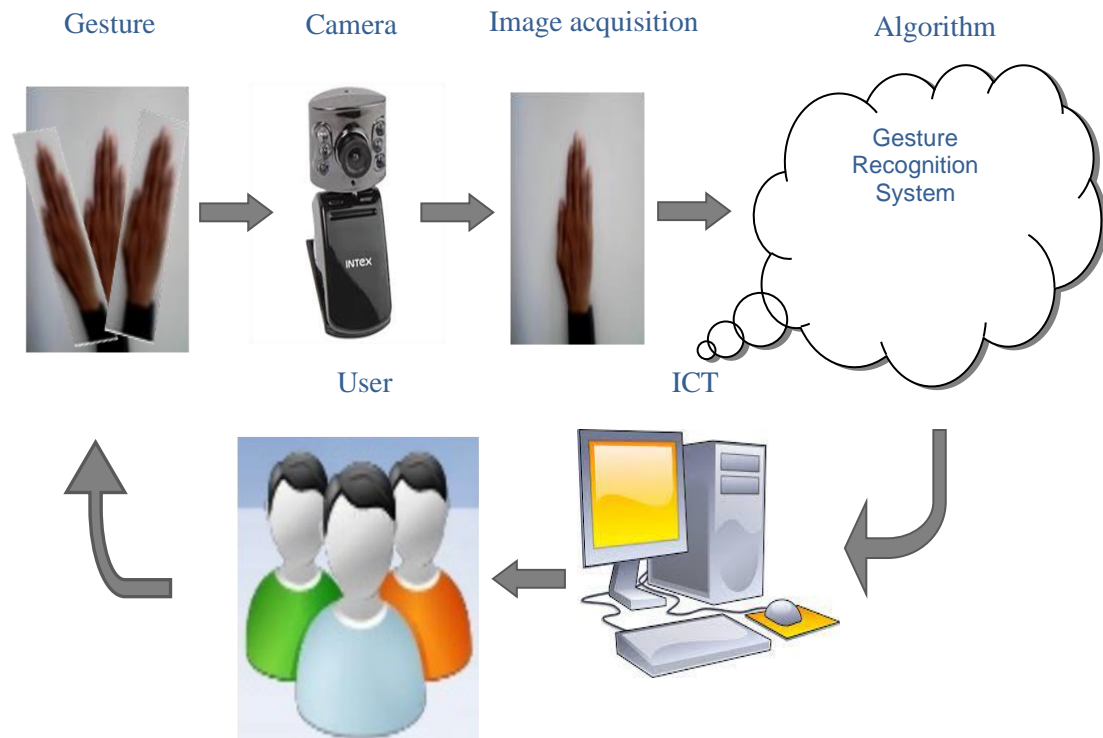 Gesture
Camera
Image acquisition
Algorithm
Gesture
Recognition
System
INTEX
User
ICT